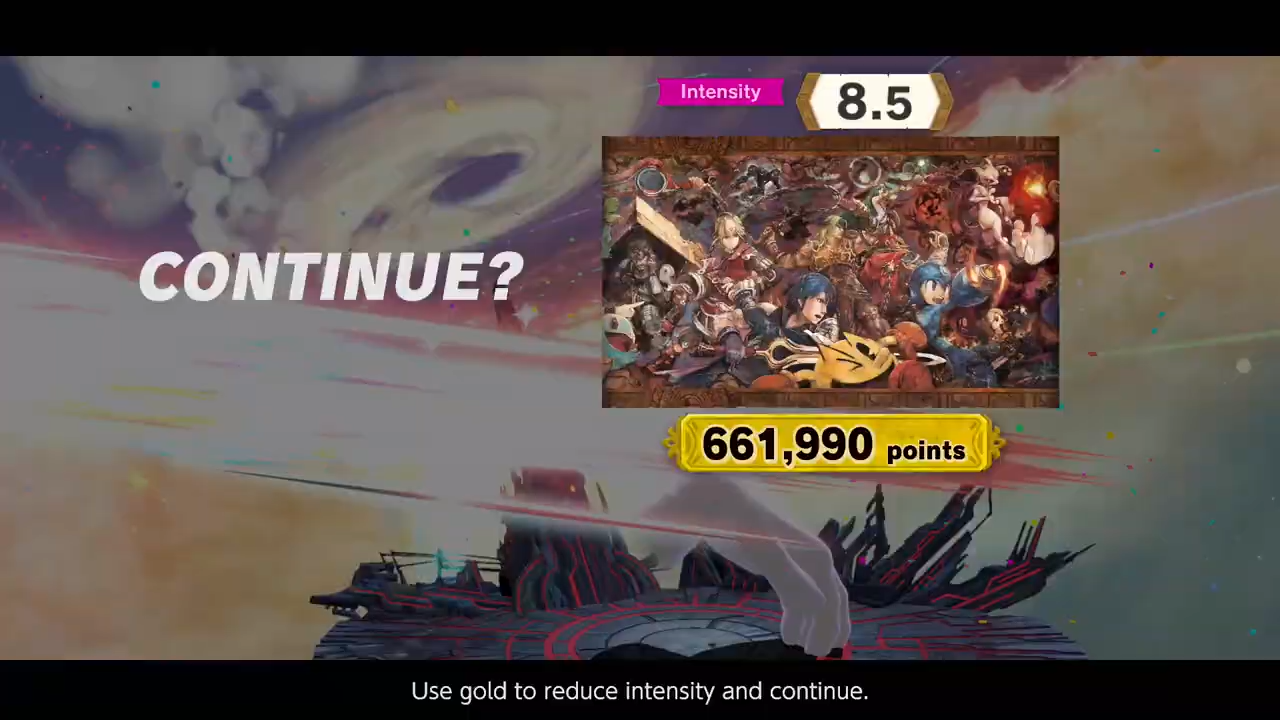 Intensity
8.5
CONTINUE?
661,990 points
Use gold to reduce intensity and continue.